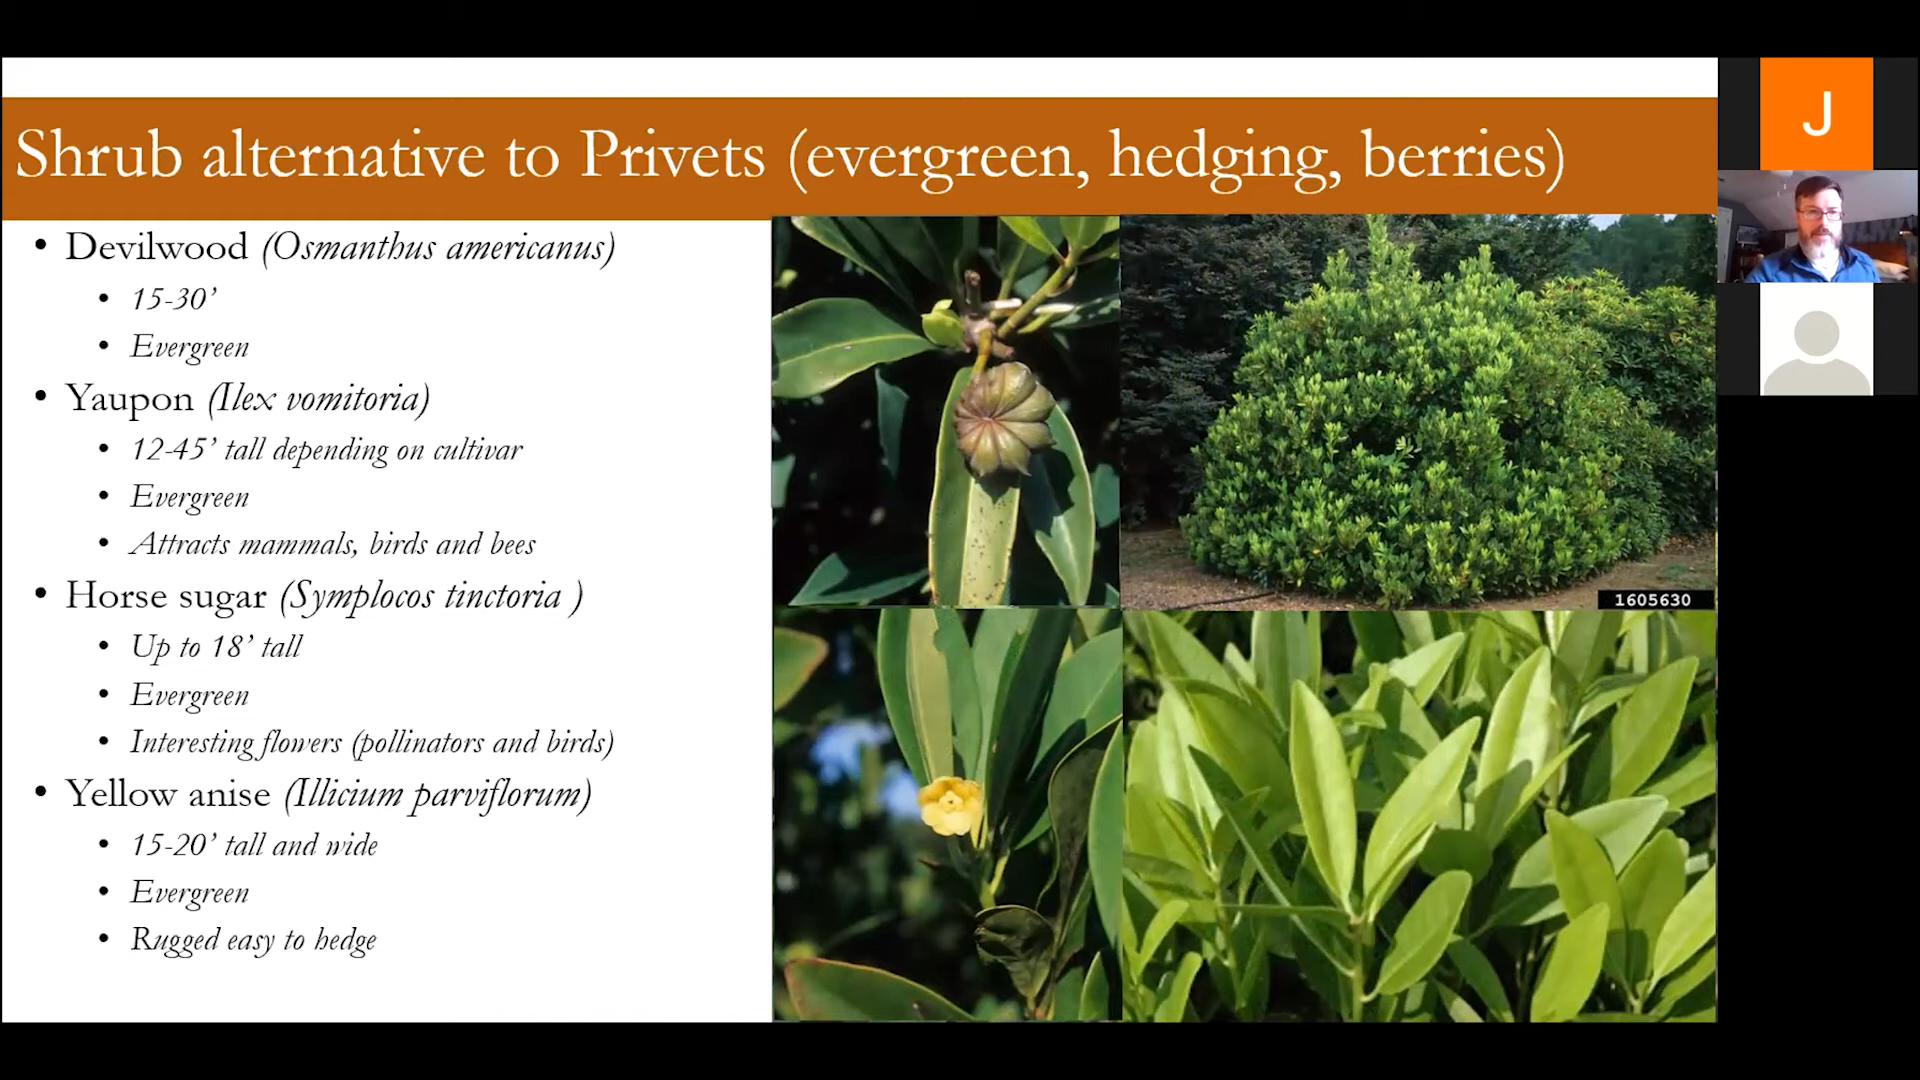 Shrub alternative to Privets (evergreen, hedging, berries)
• Devilwood (Osmanthus americanus)
• 15-30’
• Evergreen
• Yaupon (Ilex vomitoria)
• 12-45’ tall depending on cultivar
• Evergreen
• Attracts mammals, birds and bees
• Horse sugar (Symplocos tinctoria )
• Up to 18’ tall
• Evergreen
• Interesting flowers (pollinators and birds)
• Yellow anise (Illicium parviflorum)
• 15-20’ tall and wide
• Evergreen
• Rugged easy to hedge
1605630
J